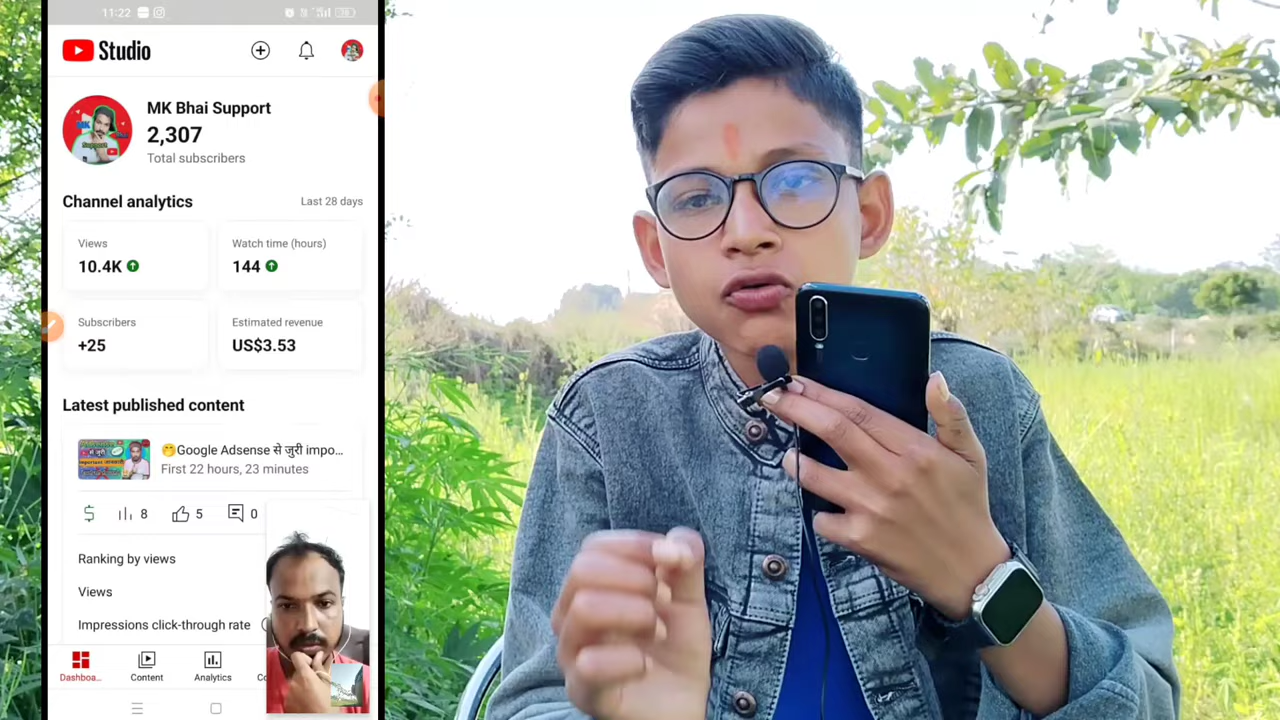 11:22
Studio
MK Bhai Support
2,307
Total subscribers
Channel analytics
Last 28 days
Views
Watch time (hours)
10.4K
144
Subscribers
Estimated revenue
+25
US$3.53
Latest published content
🤭Google Adsense से जुरी impo...
First 22 hours, 23 minutes
8
5
0
Ranking by views
Views
Impressions click-through rate
Dashboa...
Content
Analytics